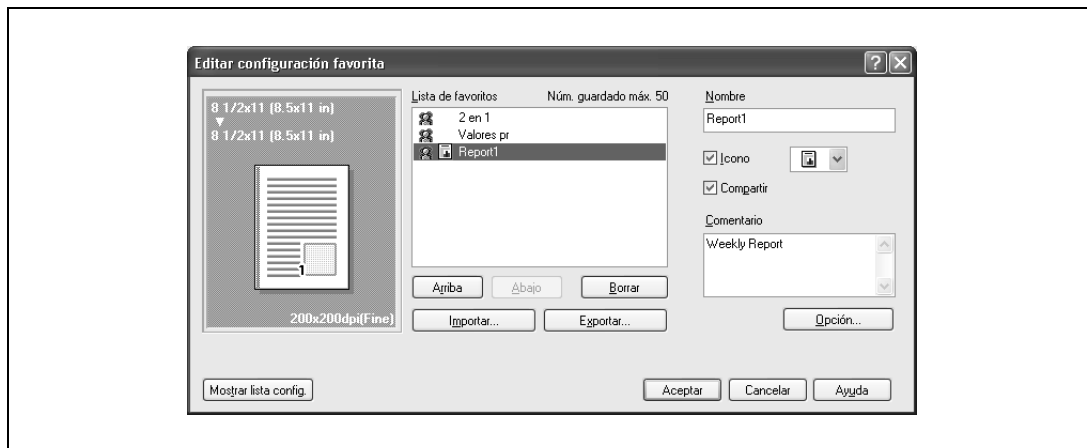 Editar configuración favorita
8 1/2x11 (8.5x11 in)
8 1/2x11 (8.5x11 in)
1
200x200dpi(Fine)
Lista de favoritos Núm. guardado máx. 50
2 en 1
Valores pr
Report1
Arriba Abajo Borrar
Importar... Exportar...
Nombre
Report1
Icono
Compartir
Comentario
Weekly Report
Opción...
Mostrar lista config.
Aceptar Cancelar Ayuda